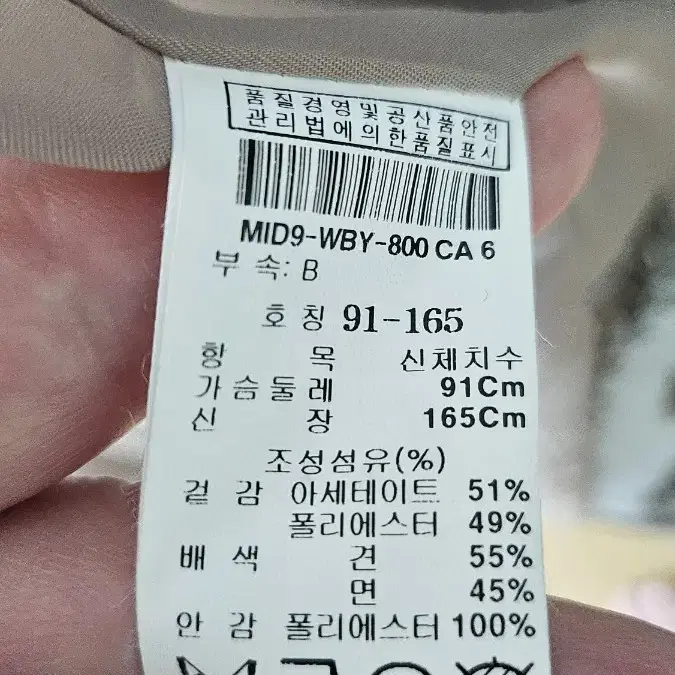 품질경영및공산품안전
관리법에의한품질표시
MID9-WBY-800 CA 6
부 속: B
호 칭 91-165
항 목 신체치수
가슴둘레 91Cm
신 장 165Cm
조성섬유(%)
겉 감 아세테이트 51%
폴리에스터 49%
배 색 견 55%
면 45%
안 감 폴리에스터 100%